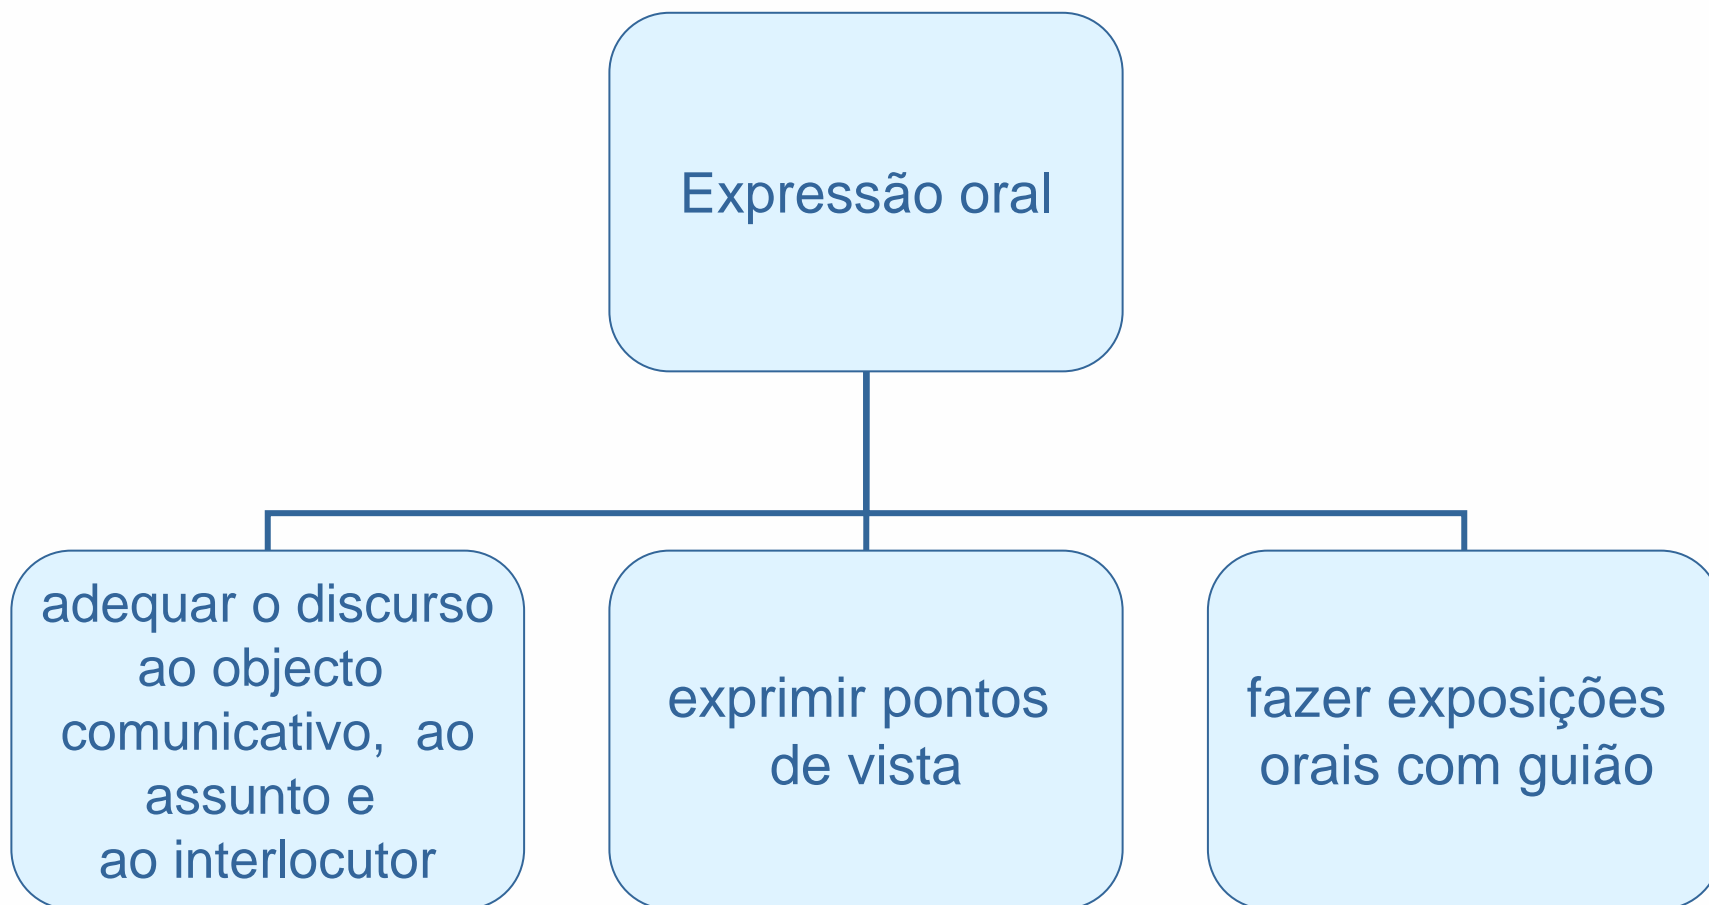 Expressão oral
adequar o discurso
ao objecto
comunicativo,  ao
assunto e
ao interlocutor
exprimir pontos
de vista
fazer exposições
orais com guião